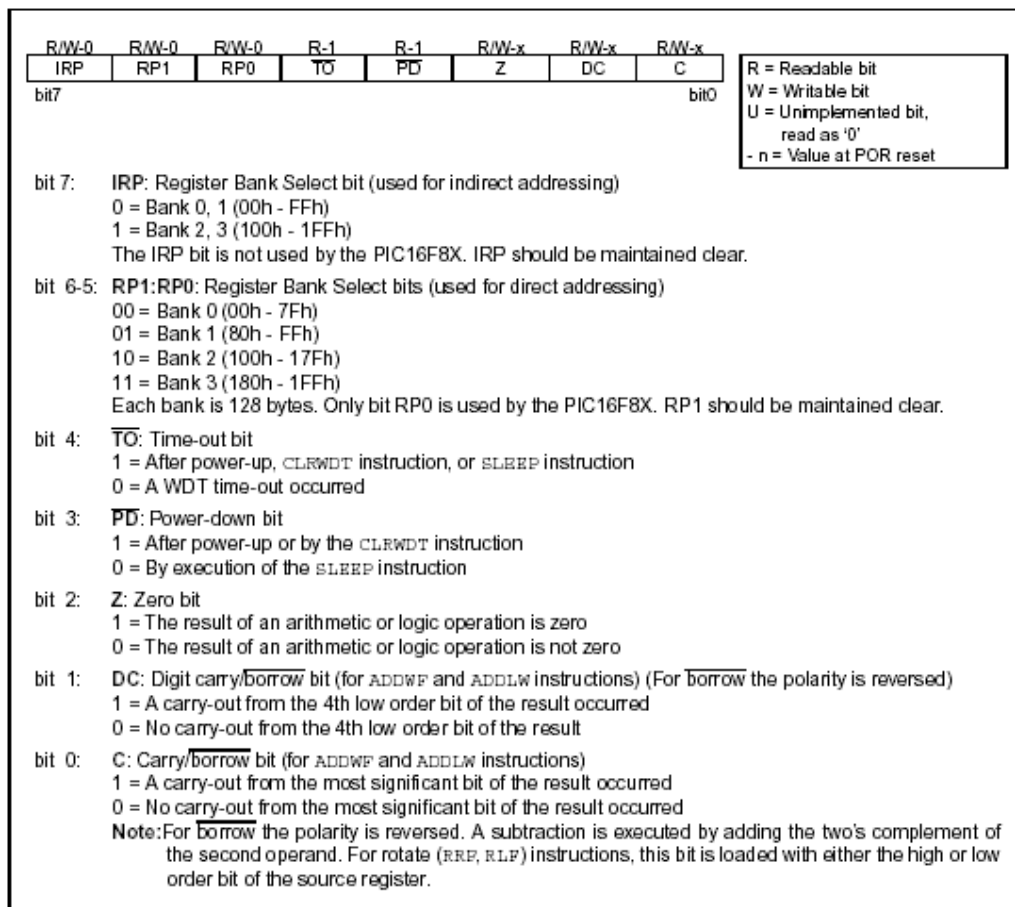 R/W-0 R/W-0 R/W-0 R-1 R-1 R/W-x R/W-x R/W-x
IRP RP1 RP0 T̅O̅ P̅D̅ Z DC C
bit7 bit0
R = Readable bit
W = Writable bit
U = Unimplemented bit,
read as ‘0’
- n = Value at POR reset
bit 7: IRP: Register Bank Select bit (used for indirect addressing)
0 = Bank 0, 1 (00h - FFh)
1 = Bank 2, 3 (100h - 1FFh)
The IRP bit is not used by the PIC16F8X. IRP should be maintained clear.
bit 6-5: RP1:RP0: Register Bank Select bits (used for direct addressing)
00 = Bank 0 (00h - 7Fh)
01 = Bank 1 (80h - FFh)
10 = Bank 2 (100h - 17Fh)
11 = Bank 3 (180h - 1FFh)
Each bank is 128 bytes. Only bit RP0 is used by the PIC16F8X. RP1 should be maintained clear.
bit 4: T̅O̅: Time-out bit
1 = After power-up, CLRWDT instruction, or SLEEP instruction
0 = A WDT time-out occurred
bit 3: P̅D̅: Power-down bit
1 = After power-up or by the CLRWDT instruction
0 = By execution of the SLEEP instruction
bit 2: Z: Zero bit
1 = The result of an arithmetic or logic operation is zero
0 = The result of an arithmetic or logic operation is not zero
bit 1: DC: Digit carry/b̅o̅r̅r̅o̅w̅ bit (for ADDWF and ADDLW instructions) (For b̅o̅r̅r̅o̅w̅ the polarity is reversed)
1 = A carry-out from the 4th low order bit of the result occurred
0 = No carry-out from the 4th low order bit of the result
bit 0: C: Carry/b̅o̅r̅r̅o̅w̅ bit (for ADDWF and ADDLW instructions)
1 = A carry-out from the most significant bit of the result occurred
0 = No carry-out from the most significant bit of the result occurred
Note:For b̅o̅r̅r̅o̅w̅ the polarity is reversed. A subtraction is executed by adding the two’s complement of
the second operand. For rotate (RRF, RLF) instructions, this bit is loaded with either the high or low
order bit of the source register.